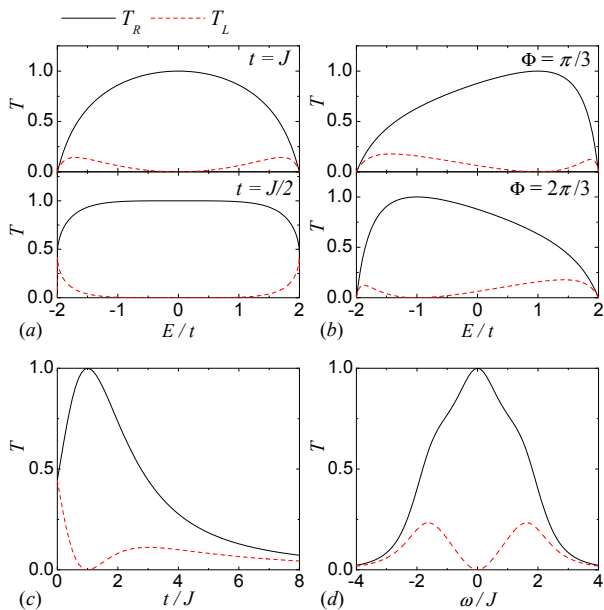 T_R T_L
1.0 t = J 1.0 Φ = π/3
T 0.5 T 0.5
0.0 0.0
1.0 t = J/2 1.0 Φ = 2π/3
T 0.5 T 0.5
0.0 0.0
-2 -1 0 1 2 -2 -1 0 1 2
(a) E / t (b) E / t
1.0 1.0
T 0.5 T 0.5
0.0 0.0
0 2 4 6 8 -4 -2 0 2 4
(c) t / J (d) ω/J